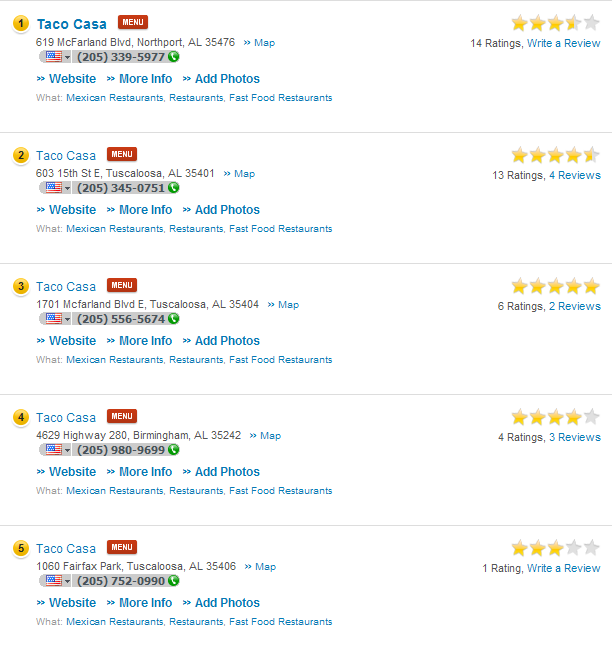 1 Taco Casa MENU
619 McFarland Blvd, Northport, AL 35476 » Map
14 Ratings, Write a Review
(205) 339-5977
» Website » More Info » Add Photos
What: Mexican Restaurants, Restaurants, Fast Food Restaurants
2 Taco Casa MENU
603 15th St E, Tuscaloosa, AL 35401 » Map
13 Ratings, 4 Reviews
(205) 345-0751
» Website » More Info » Add Photos
What: Mexican Restaurants, Restaurants, Fast Food Restaurants
3 Taco Casa MENU
1701 Mcfarland Blvd E, Tuscaloosa, AL 35404 » Map
6 Ratings, 2 Reviews
(205) 556-5674
» Website » More Info » Add Photos
What: Mexican Restaurants, Restaurants, Fast Food Restaurants
4 Taco Casa MENU
4629 Highway 280, Birmingham, AL 35242 » Map
4 Ratings, 3 Reviews
(205) 980-9699
» Website » More Info » Add Photos
What: Mexican Restaurants, Restaurants, Fast Food Restaurants
5 Taco Casa MENU
1060 Fairfax Park, Tuscaloosa, AL 35406 » Map
1 Rating, Write a Review
(205) 752-0990
» Website » More Info » Add Photos
What: Mexican Restaurants, Restaurants, Fast Food Restaurants